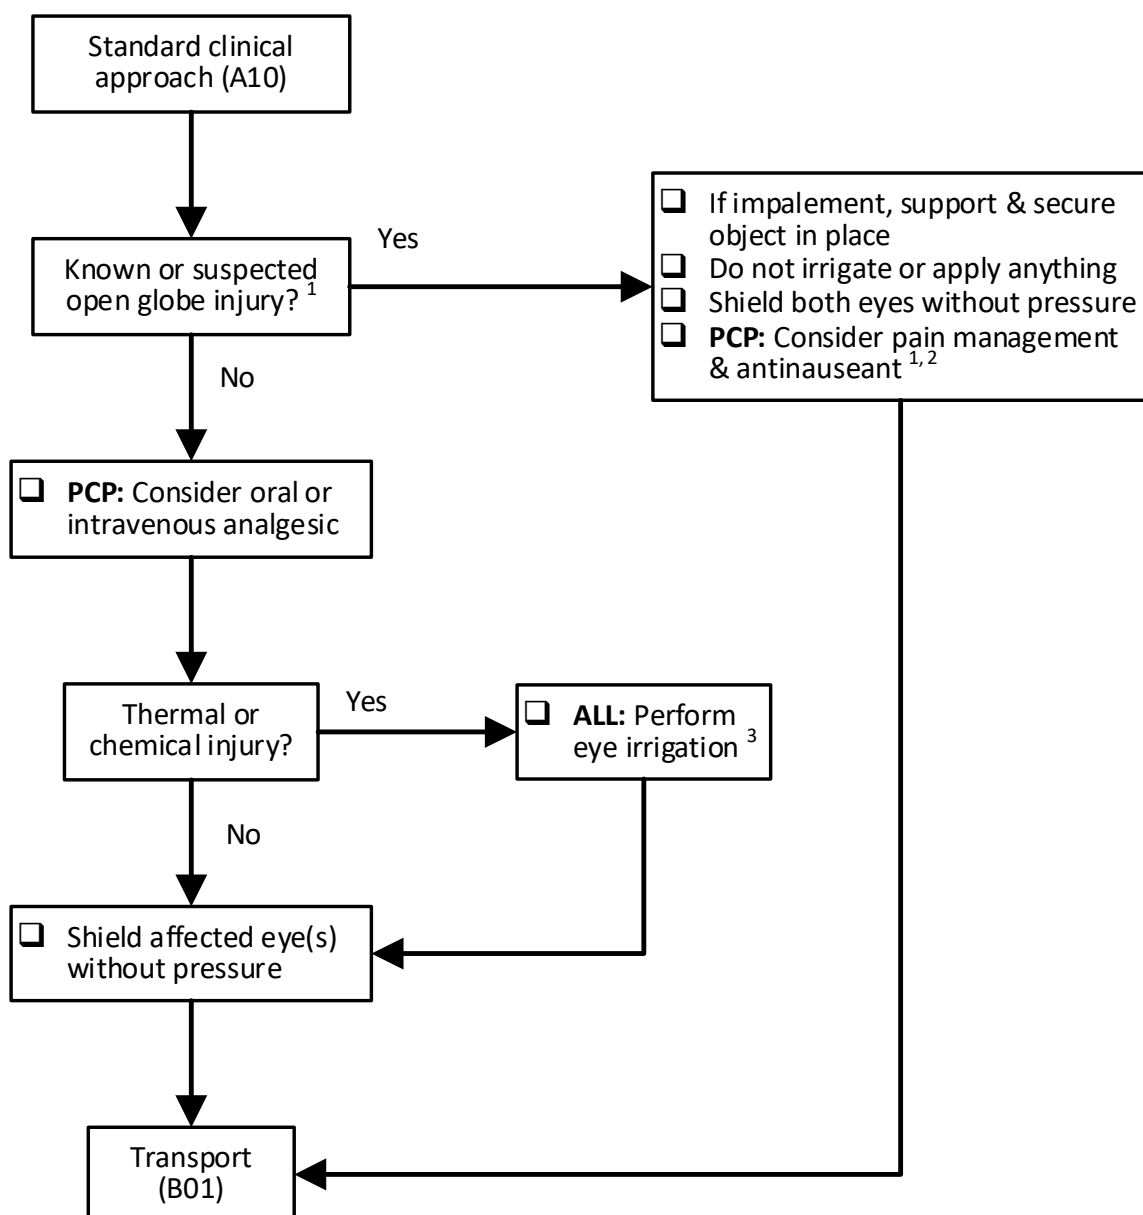 Standard clinical
approach (A10)
Known or suspected
open globe injury? 1
Yes
❑ If impalement, support & secure
object in place
❑ Do not irrigate or apply anything
❑ Shield both eyes without pressure
❑ PCP: Consider pain management
& antinauseant 1, 2
No
❑ PCP: Consider oral or
intravenous analgesic
Thermal or
chemical injury?
Yes
❑ ALL: Perform
eye irrigation 3
No
❑ Shield affected eye(s)
without pressure
Transport
(B01)